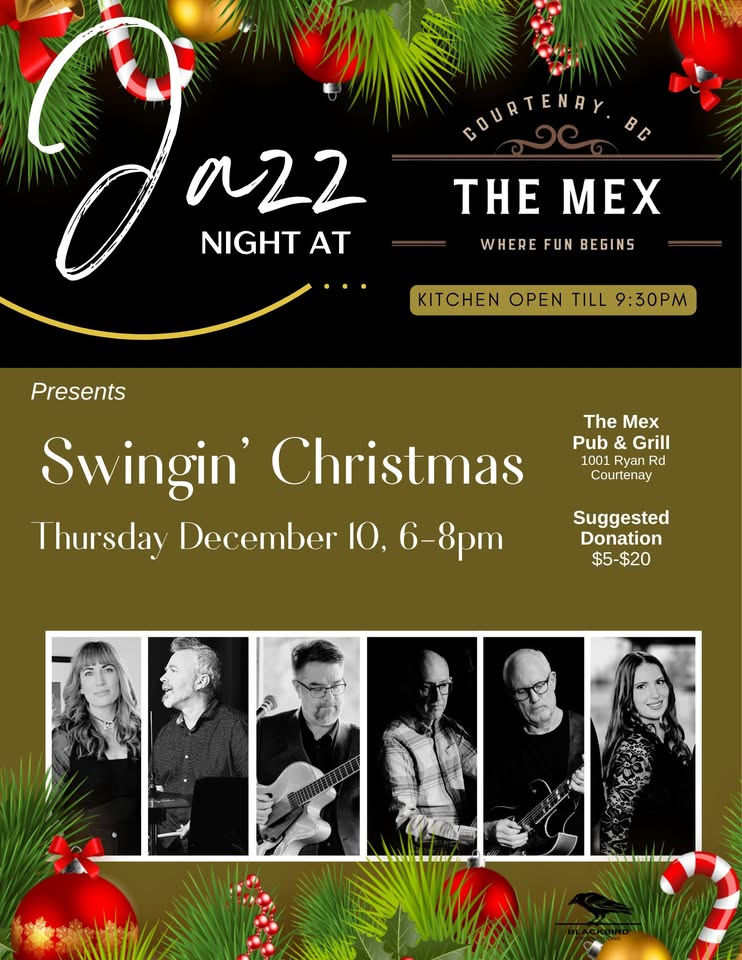 Jazz
NIGHT AT
COURTENAY. BC
THE MEX
WHERE FUN BEGINS
KITCHEN OPEN TILL 9:30PM
Presents
Swingin' Christmas
Thursday December 10, 6-8pm
The Mex
Pub & Grill
1001 Ryan Rd
Courtenay
Suggested
Donation
$5-$20
BLACKBIRD